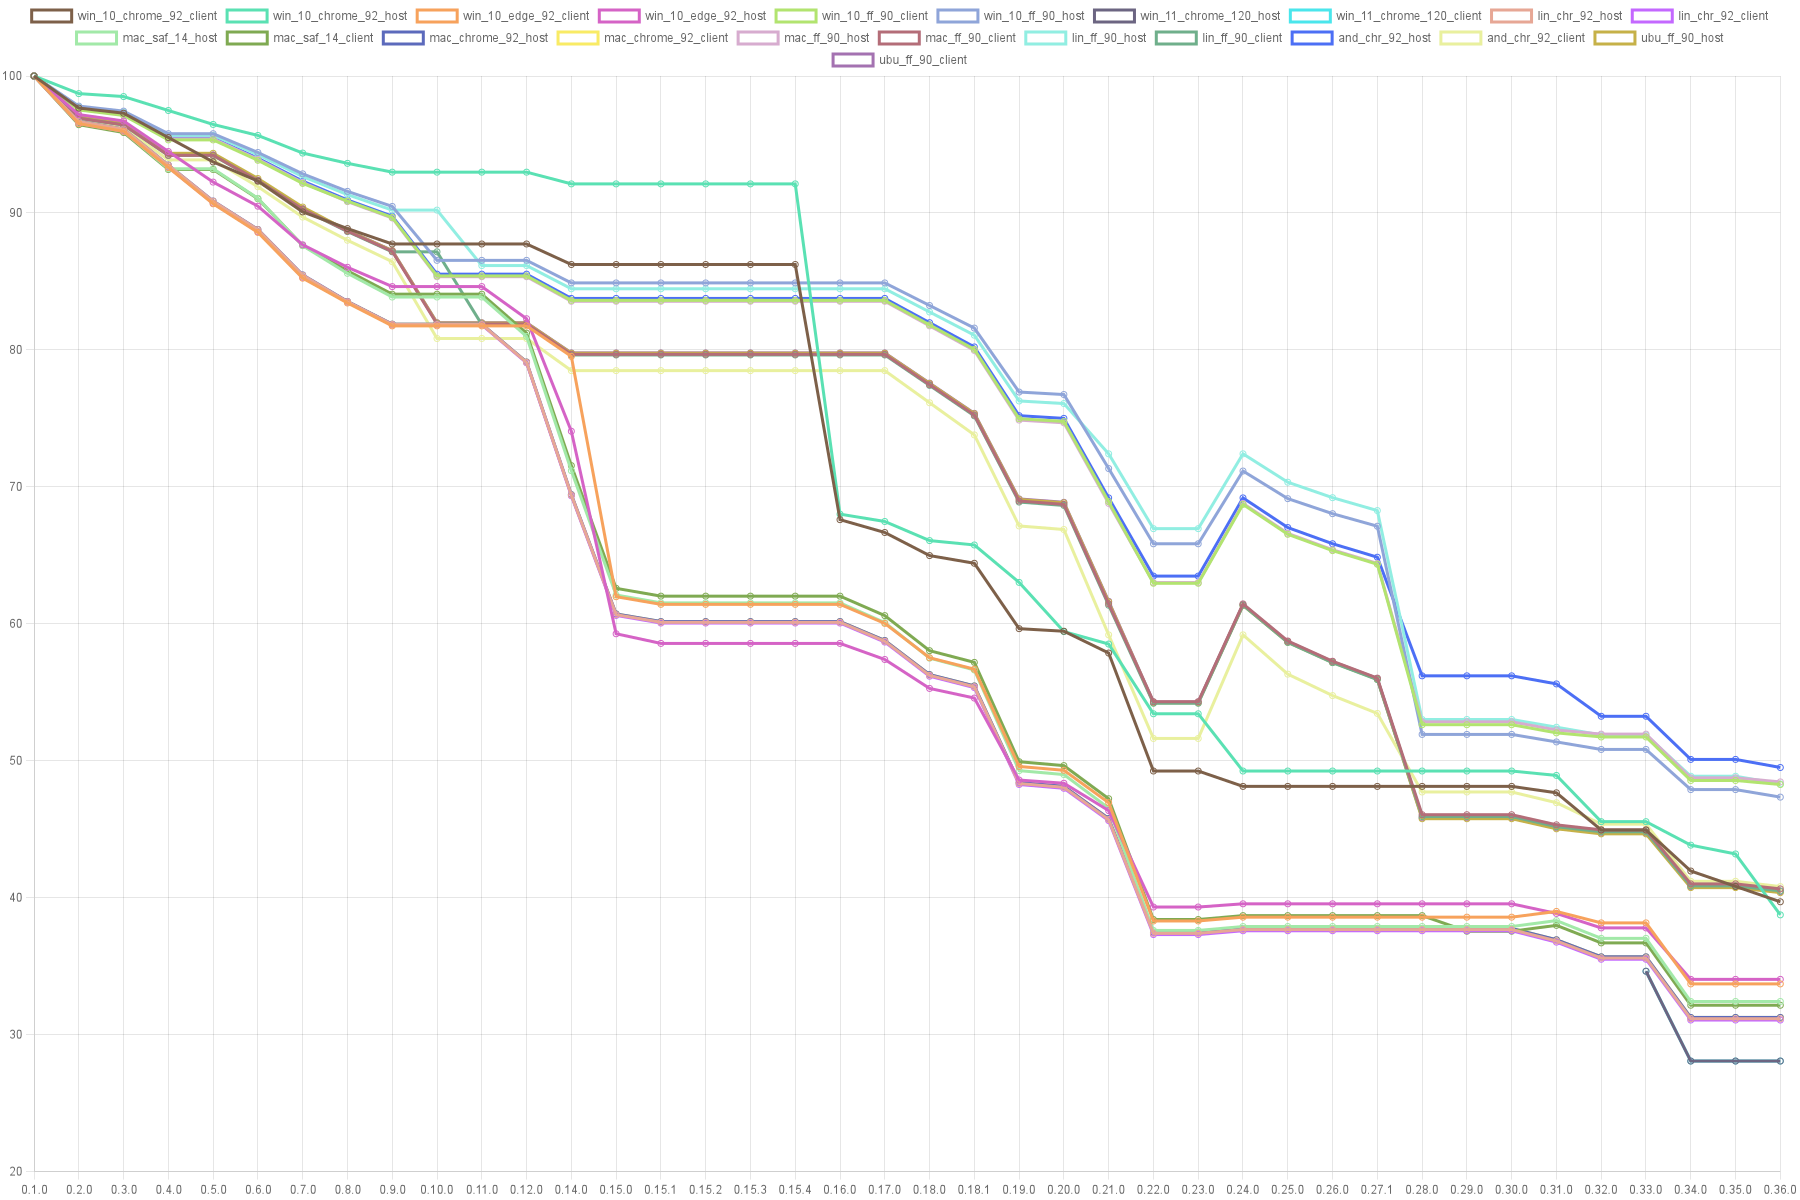 win_10_chrome_92_client win_10_chrome_92_host win_10_edge_92_client win_10_edge_92_host win_10_ff_90_client win_10_ff_90_host win_11_chrome_120_host win_11_chrome_120_client lin_chr_92_host lin_chr_92_client
mac_saf_14_host mac_saf_14_client mac_chrome_92_host mac_chrome_92_client mac_ff_90_host mac_ff_90_client lin_ff_90_host lin_ff_90_client and_chr_92_host and_chr_92_client ubu_ff_90_host
ubu_ff_90_client
100
90
80
70
60
50
40
30
20
0.1.0 0.2.0 0.3.0 0.4.0 0.5.0 0.6.0 0.7.0 0.8.0 0.9.0 0.10.0 0.11.0 0.12.0 0.14.0 0.15.0 0.15.1 0.15.2 0.15.3 0.15.4 0.16.0 0.17.0 0.18.0 0.18.1 0.19.0 0.20.0 0.21.0 0.22.0 0.23.0 0.24.0 0.25.0 0.26.0 0.27.1 0.28.0 0.29.0 0.30.0 0.31.0 0.32.0 0.33.0 0.34.0 0.35.0 0.36.0